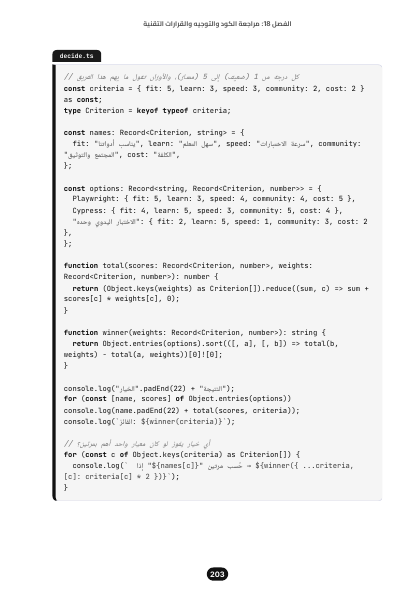 الفصل 18: مراجعة الكود والتوجيه والقرارات التقنية
decide.ts
// كل درجة من 1 (ضعيف) إلى 5 (ممتاز)، والأوزان تقول ما يهم هذا الفريق
const criteria = { fit: 5, learn: 3, speed: 3, community: 2, cost: 2 }
as const;
type Criterion = keyof typeof criteria;
const names: Record<Criterion, string> = {
fit: "يناسب أدواتنا", learn: "سهل التعلم", speed: "سرعة الاختبارات", community:
"المجتمع والتوثيق", cost: "الكلفة",
};
const options: Record<string, Record<Criterion, number>> = {
Playwright: { fit: 5, learn: 3, speed: 4, community: 4, cost: 5 },
Cypress: { fit: 4, learn: 5, speed: 3, community: 5, cost: 4 },
"الاختبار اليدوي وحده": { fit: 2, learn: 5, speed: 1, community: 3, cost: 2
},
};
function total(scores: Record<Criterion, number>, weights:
Record<Criterion, number>): number {
return (Object.keys(weights) as Criterion[]).reduce((sum, c) => sum +
scores[c] * weights[c], 0);
}
function winner(weights: Record<Criterion, number>): string {
return Object.entries(options).sort(([, a], [, b]) => total(b,
weights) - total(a, weights))[0]![0];
}
console.log("الخيار".padEnd(22) + "النتيجة");
for (const [name, scores] of Object.entries(options))
console.log(name.padEnd(22) + total(scores, criteria));
console.log(`الفائز: ${winner(criteria)}`);
// أي خيار يفوز لو كان معيار واحد أهم بمرتين؟
for (const c of Object.keys(criteria) as Criterion[]) {
console.log(`  إذا "${names[c]}" حُسب مرتين → ${winner({ ...criteria,
[c]: criteria[c] * 2 })}`);
}
203